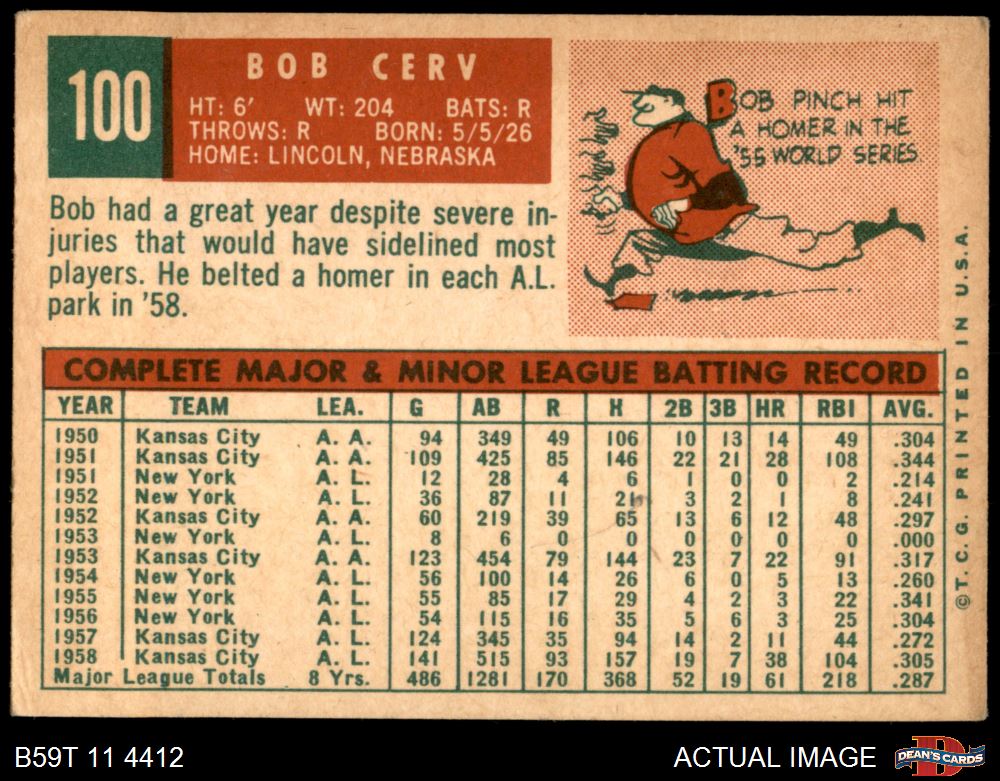 100
BOB CERV
HT: 6' WT: 204 BATS: R
THROWS: R BORN: 5/5/26
HOME: LINCOLN, NEBRASKA
BOB PINCH HIT
A HOMER IN THE
'55 WORLD SERIES
Bob had a great year despite severe in-
juries that would have sidelined most
players. He belted a homer in each A.L.
park in '58.
COMPLETE MAJOR & MINOR LEAGUE BATTING RECORD
YEAR TEAM LEA. G AB R H 2B 3B HR RBI AVG.
1950 Kansas City A. A. 94 349 49 106 10 13 14 49 .304
1951 Kansas City A. A. 109 425 85 146 22 21 28 108 .344
1951 New York A. L. 12 28 4 6 1 0 0 2 .214
1952 New York A. L. 36 87 11 21 3 2 1 8 .241
1952 Kansas City A. A. 60 219 39 65 13 6 12 48 .297
1953 New York A. L. 8 6 0 0 0 0 0 0 .000
1953 Kansas City A. A. 123 454 79 144 23 7 22 91 .317
1954 New York A. L. 56 100 14 26 6 0 5 13 .260
1955 New York A. L. 55 85 17 29 4 2 3 22 .341
1956 New York A. L. 54 115 16 35 5 6 3 25 .304
1957 Kansas City A. L. 124 345 35 94 14 2 11 44 .272
1958 Kansas City A. L. 141 515 93 157 19 7 38 104 .305
Major League Totals 8 Yrs. 486 1281 170 368 52 19 61 218 .287
©T.C.G. PRINTED IN U.S.A.
B59T 11 4412
ACTUAL IMAGE
D
DEAN'S CARDS